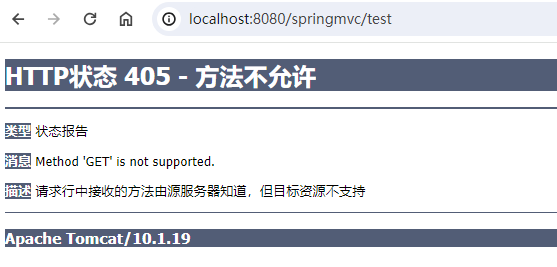 localhost:8080/springmvc/test
HTTP状态 405 - 方法不允许
类型 状态报告
消息 Method 'GET' is not supported.
描述 请求行中接收的方法由源服务器知道，但目标资源不支持
Apache Tomcat/10.1.19